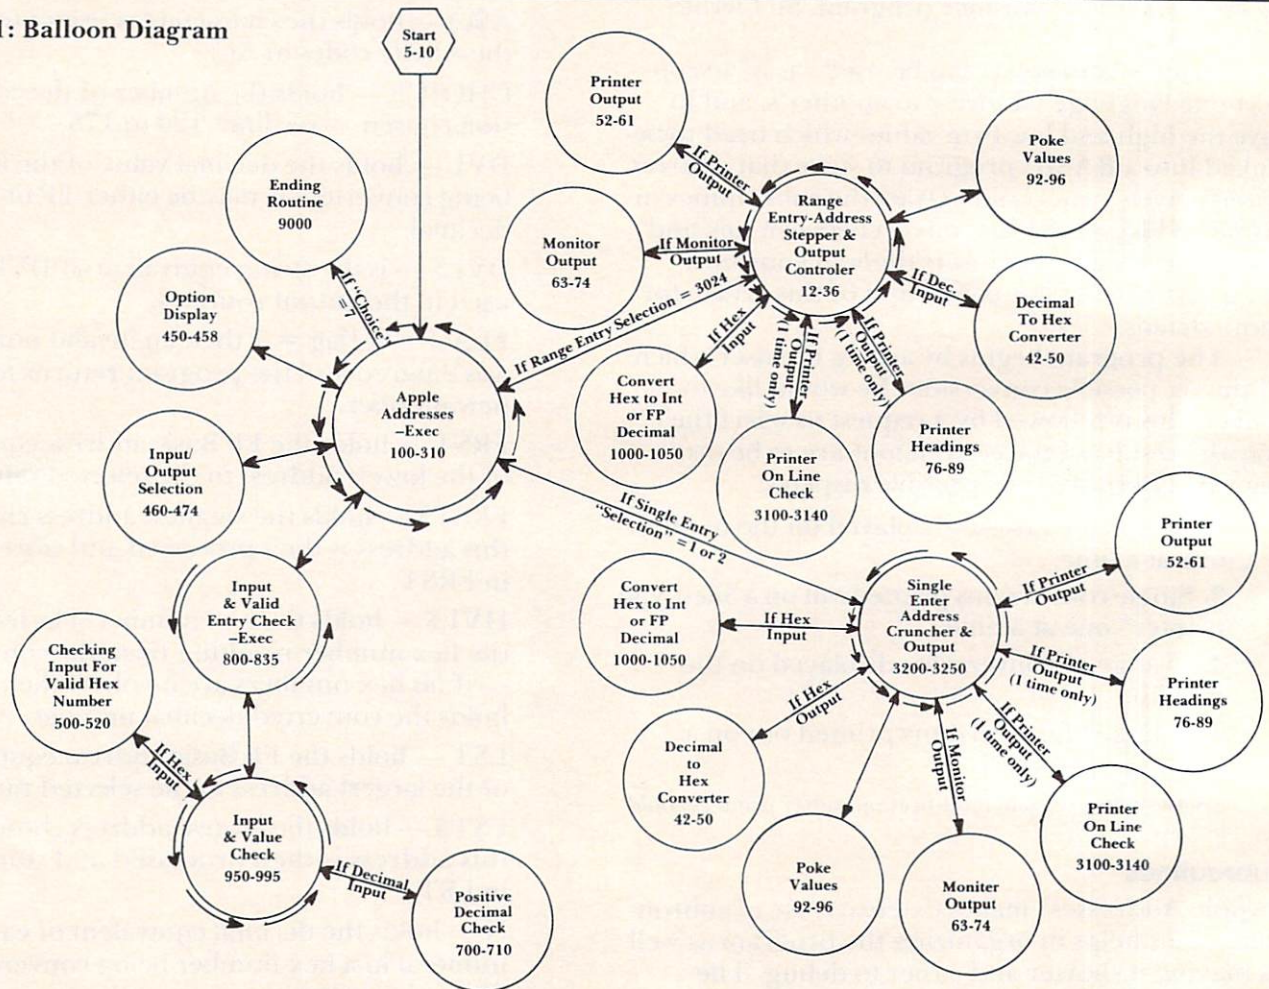 1: Balloon Diagram
Start
5-10
Printer
Output
52-61
Poke
Values
92-96
Ending
Routine
9000
If Printer
Output
Range
Entry-Address
Stepper &
Output
Controler
12-36
Monitor
Output
63-74
If Monitor
Output
If Dec.
Input
Decimal
To Hex
Converter
42-50
Option
Display
450-458
If "Choice"
= 7
If Range Entry Selection = 3024
If Hex
Input
If Printer
Output
(1 time only)
If Printer
Output
(1 time only)
Apple
Addresses
–Exec
100-310
Convert
Hex to Int
or FP
Decimal
1000-1050
Printer
Headings
76-89
Input/
Output
Selection
460-474
Printer
On Line
Check
3100-3140
If Single Entry
"Selection" = 1 or 2
Printer
Output
52-61
Input
& Valid
Entry Check
–Exec
800-835
Convert
Hex to Int
or FP
Decimal
1000-1050
If Hex
Input
Single
Enter
Address
Cruncher &
Output
3200-3250
If Printer
Output
If Printer
Output
(1 time only)
Printer
Headings
76-89
Checking
Input For
Valid Hex
Number
500-520
If Hex
Output
If Printer
Output
(1 time only)
If Monitor
Output
If Hex
Input
Decimal
to
Hex
Converter
42-50
Printer
On Line
Check
3100-3140
Input
& Value
Check
950-995
If Decimal
Input
Poke
Values
92-96
Moniter
Output
63-74
Positive
Decimal
Check
700-710